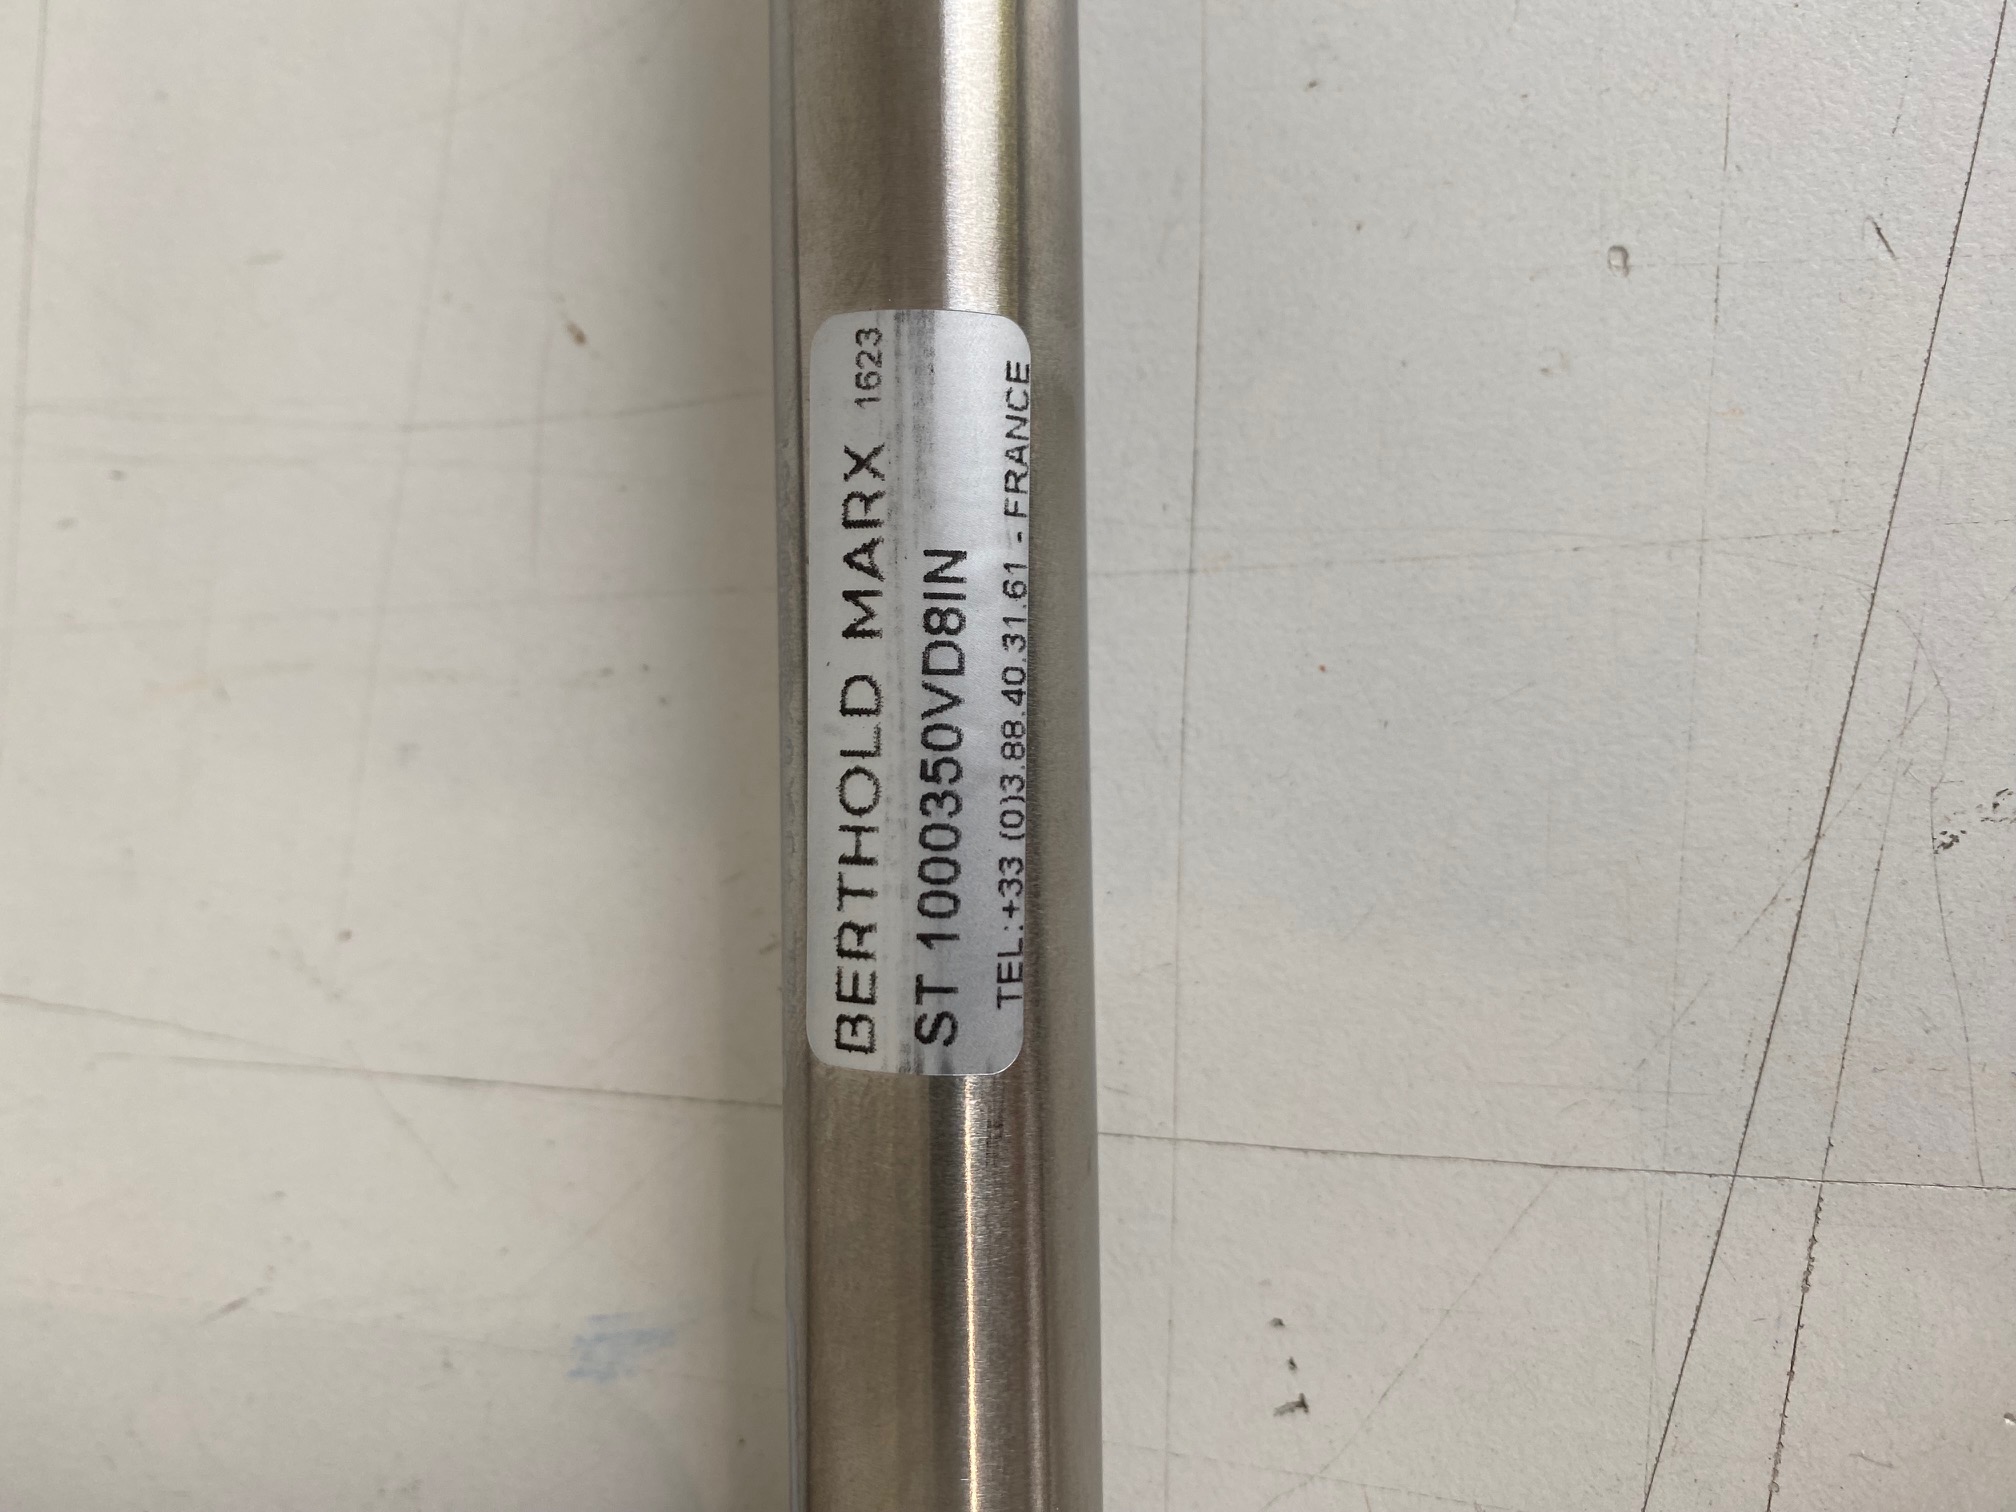 BERTHOLD MARX 1623
ST 1000350VD8IN
TEL:+33 (0)3.88.40.31.61 - FRANCE